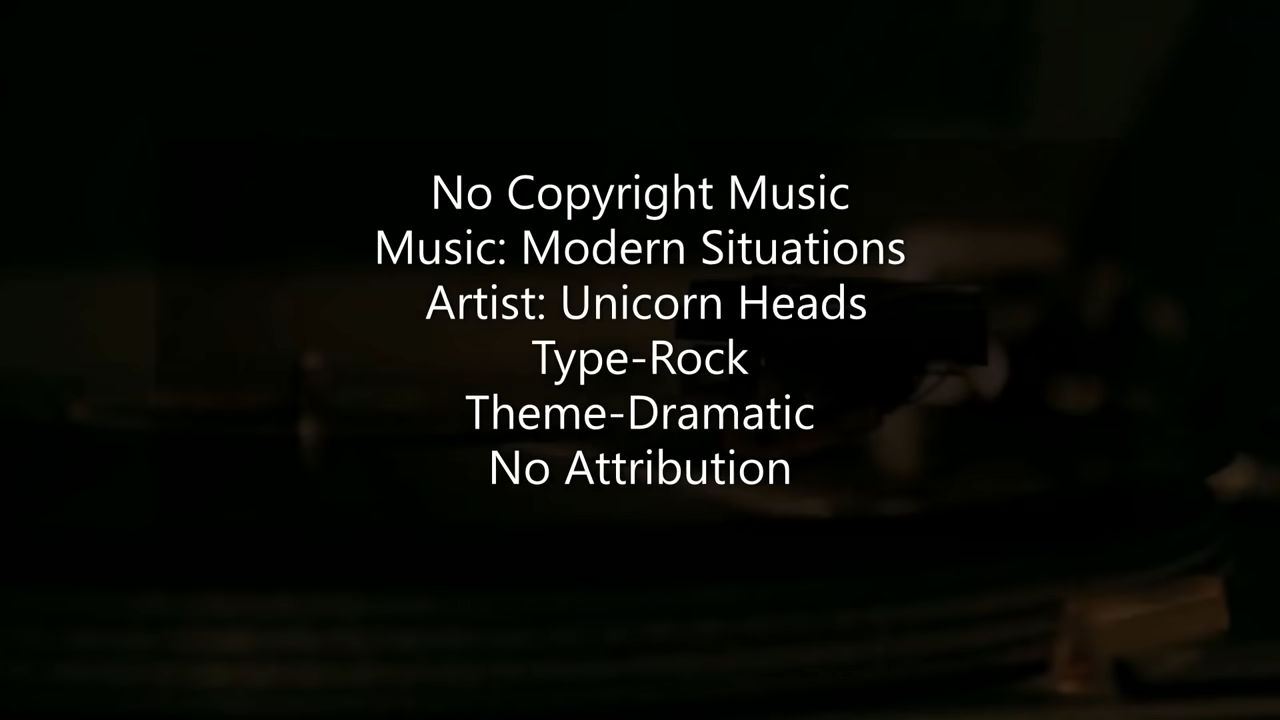 No Copyright Music
Music: Modern Situations
Artist: Unicorn Heads
Type-Rock
Theme-Dramatic
No Attribution